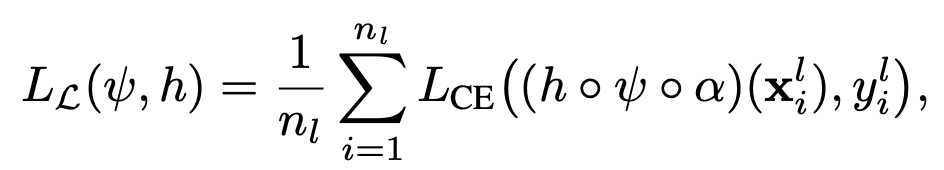 L_{\mathcal{L}}(\psi, h) = \frac{1}{n_l} \sum_{i=1}^{n_l} L_{\text{CE}}\big((h \circ \psi \circ \alpha)(\mathbf{x}_i^l), y_i^l\big),